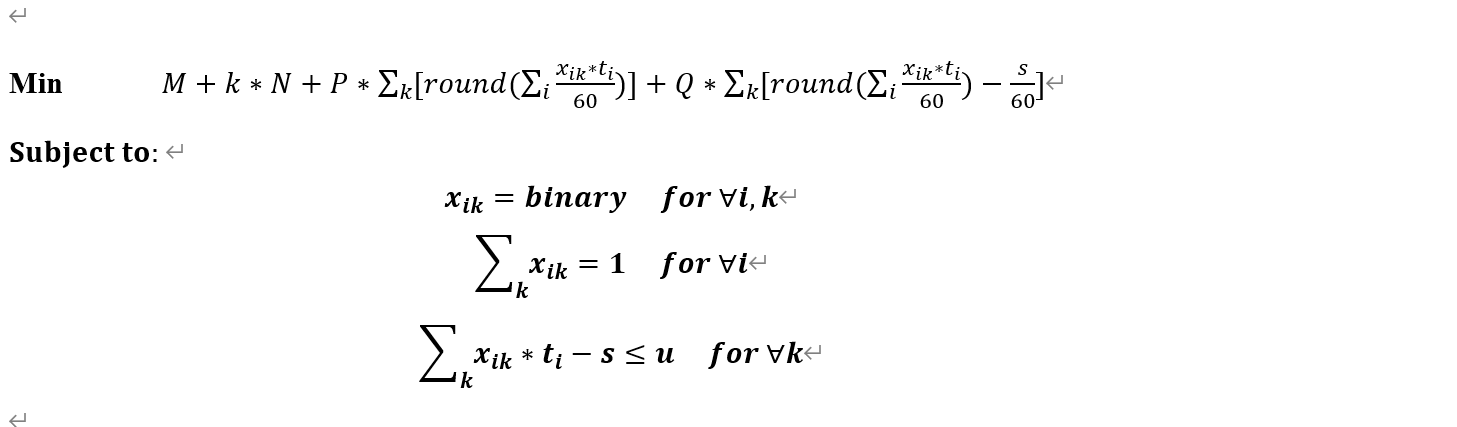 Min M + k * N + P * ∑ₖ[round(∑ᵢ xᵢₖ*tᵢ/60)] + Q * ∑ₖ[round(∑ᵢ xᵢₖ*tᵢ/60) − s/60]
Subject to:
xᵢₖ = binary for ∀i, k
∑ₖ xᵢₖ = 1 for ∀i
∑ₖ xᵢₖ * tᵢ − s ≤ u for ∀k